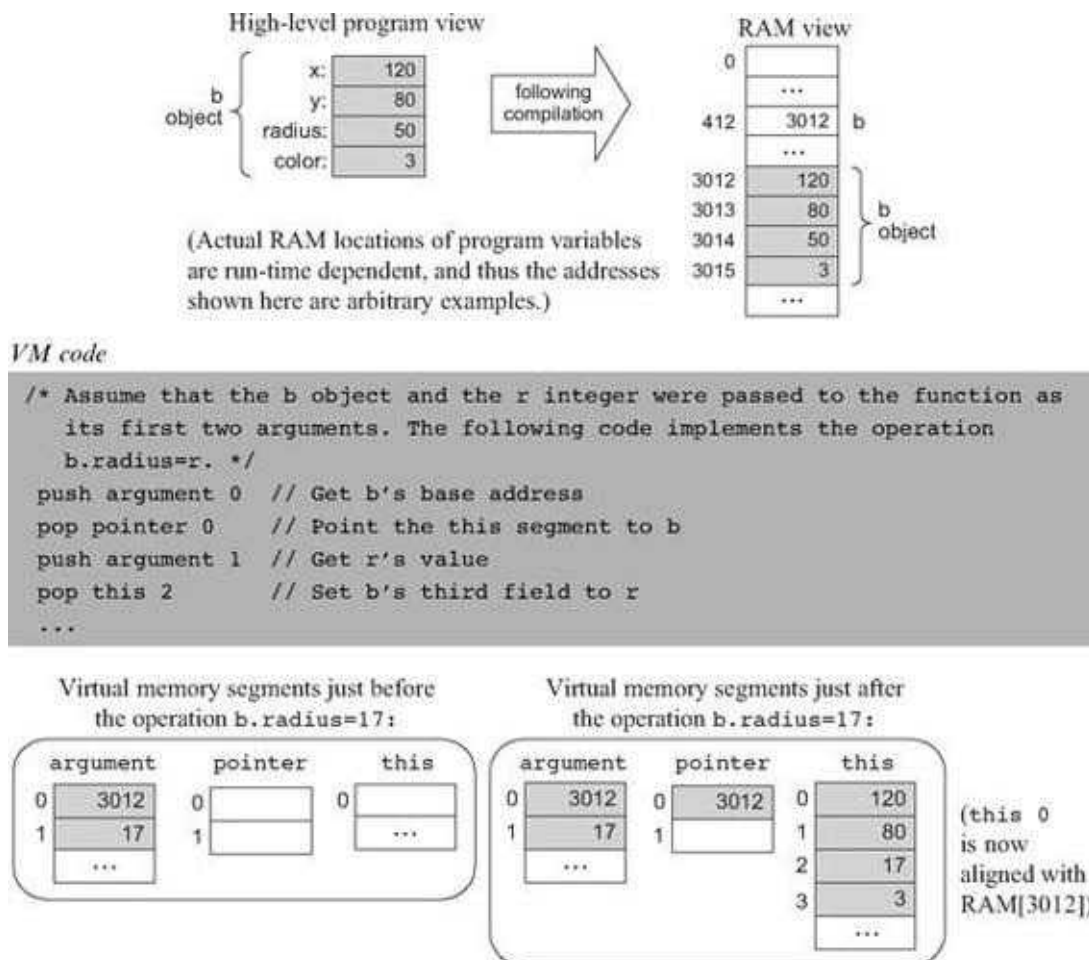 High-level program view
RAM view
b object
x: 120
y: 80
radius: 50
color: 3
following compilation
0
...
412 3012 b
...
3012 120
3013 80
3014 50
3015 3
...
b object
(Actual RAM locations of program variables
are run-time dependent, and thus the addresses
shown here are arbitrary examples.)
VM code
/* Assume that the b object and the r integer were passed to the function as
its first two arguments. The following code implements the operation
b.radius=r. */
push argument 0 // Get b's base address
pop pointer 0 // Point the this segment to b
push argument 1 // Get r's value
pop this 2 // Set b's third field to r
...
Virtual memory segments just before
the operation b.radius=17:
argument pointer this
0 3012 0 0
1 17 1 ...
...
Virtual memory segments just after
the operation b.radius=17:
argument pointer this
0 3012 0 3012 0 120
1 17 1 1 80
... 2 17
3 3
...
(this 0
is now
aligned with
RAM[3012])